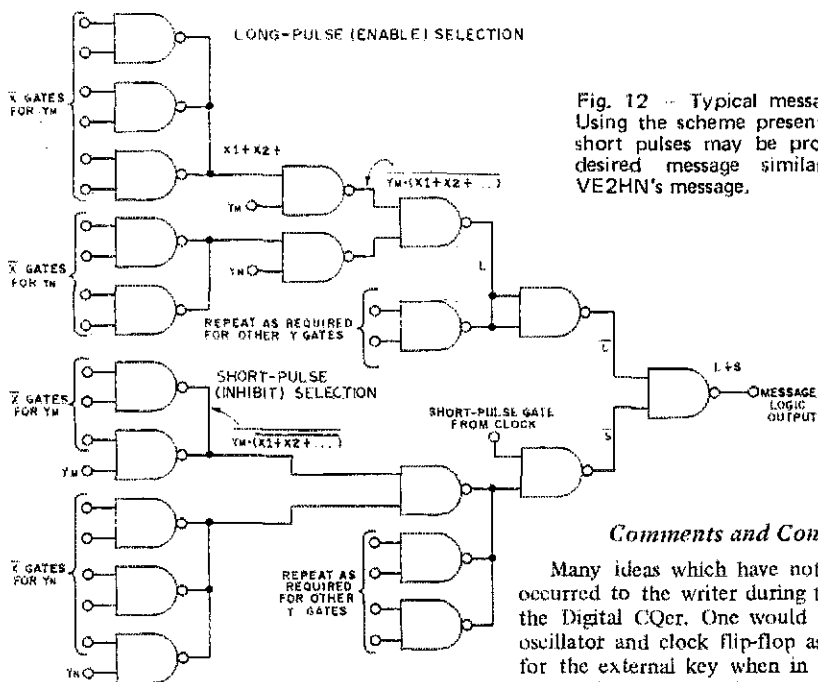 LONG-PULSE (ENABLE) SELECTION
X̅ GATES
FOR YM
X1+X2+
YM
YM·(X1+X2+...)
Fig. 12 - Typical messa
Using the scheme presen
short pulses may be pro
desired message simila
VE2HN's message.
X̅ GATES
FOR YN
YN
L
REPEAT AS REQUIRED
FOR OTHER Y GATES
L̅
L+S
MESSAGE
LOGIC
OUTPUT
SHORT-PULSE
(INHIBIT) SELECTION
X̅ GATES
FOR YM
YM·(X1+X2+...)
YM
SHORT-PULSE GATE
FROM CLOCK
S̅
X̅ GATES
FOR YN
YN
REPEAT AS
REQUIRED
FOR OTHER
Y GATES
Comments and Con
Many ideas which have not
occurred to the writer during t
the Digital CQer. One would
oscillator and clock flip-flop as
for the external key when in